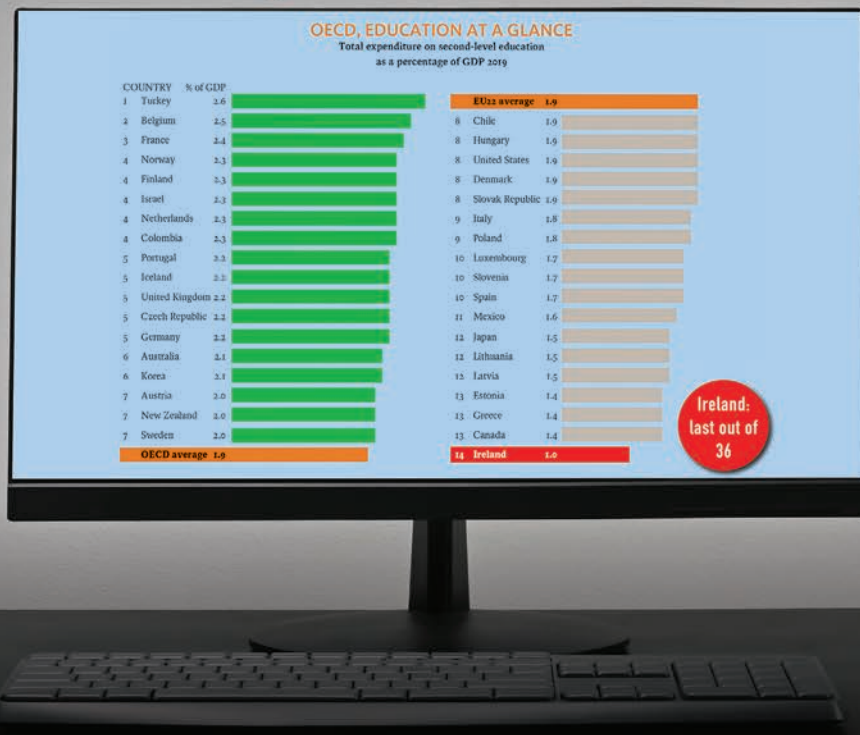 OECD, EDUCATION AT A GLANCE
Total expenditure on second-level education
as a percentage of GDP 2019
COUNTRY % of GDP
1 Turkey 2.6
2 Belgium 2.5
3 France 2.4
4 Norway 2.3
4 Finland 2.3
4 Israel 2.3
4 Netherlands 2.3
4 Colombia 2.3
5 Portugal 2.2
5 Iceland 2.2
5 United Kingdom 2.2
5 Czech Republic 2.2
5 Germany 2.2
6 Australia 2.1
6 Korea 2.1
7 Austria 2.0
7 New Zealand 2.0
7 Sweden 2.0
OECD average 1.9
EU22 average 1.9
8 Chile 1.9
8 Hungary 1.9
8 United States 1.9
8 Denmark 1.9
8 Slovak Republic 1.9
9 Italy 1.8
9 Poland 1.8
10 Luxembourg 1.7
10 Slovenia 1.7
10 Spain 1.7
11 Mexico 1.6
12 Japan 1.5
12 Lithuania 1.5
12 Latvia 1.5
13 Estonia 1.4
13 Greece 1.4
13 Canada 1.4
14 Ireland 1.0
Ireland:
last out of
36